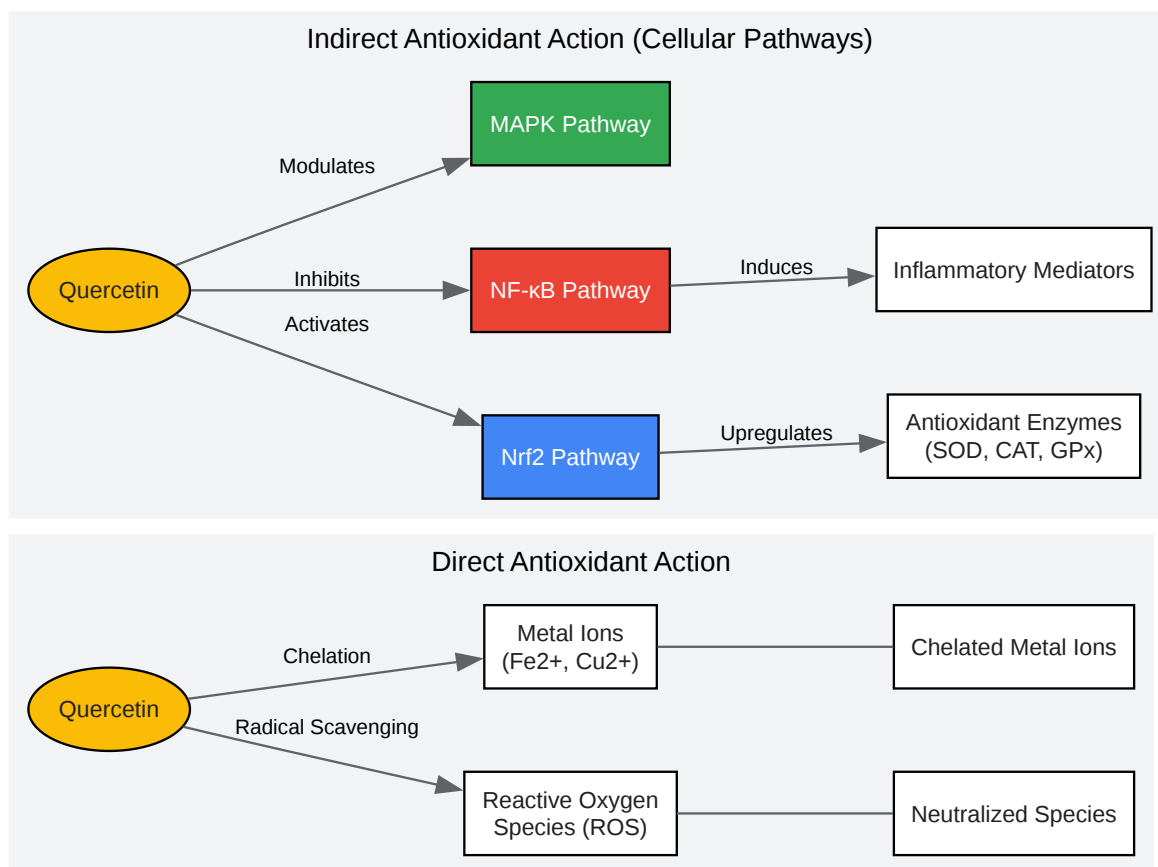 Indirect Antioxidant Action (Cellular Pathways)
MAPK Pathway
Modulates
Quercetin
Inhibits
NF-κB Pathway
Induces
Inflammatory Mediators
Activates
Nrf2 Pathway
Upregulates
Antioxidant Enzymes
(SOD, CAT, GPx)
Direct Antioxidant Action
Chelation
Metal Ions
(Fe2+, Cu2+)
Chelated Metal Ions
Quercetin
Radical Scavenging
Reactive Oxygen
Species (ROS)
Neutralized Species